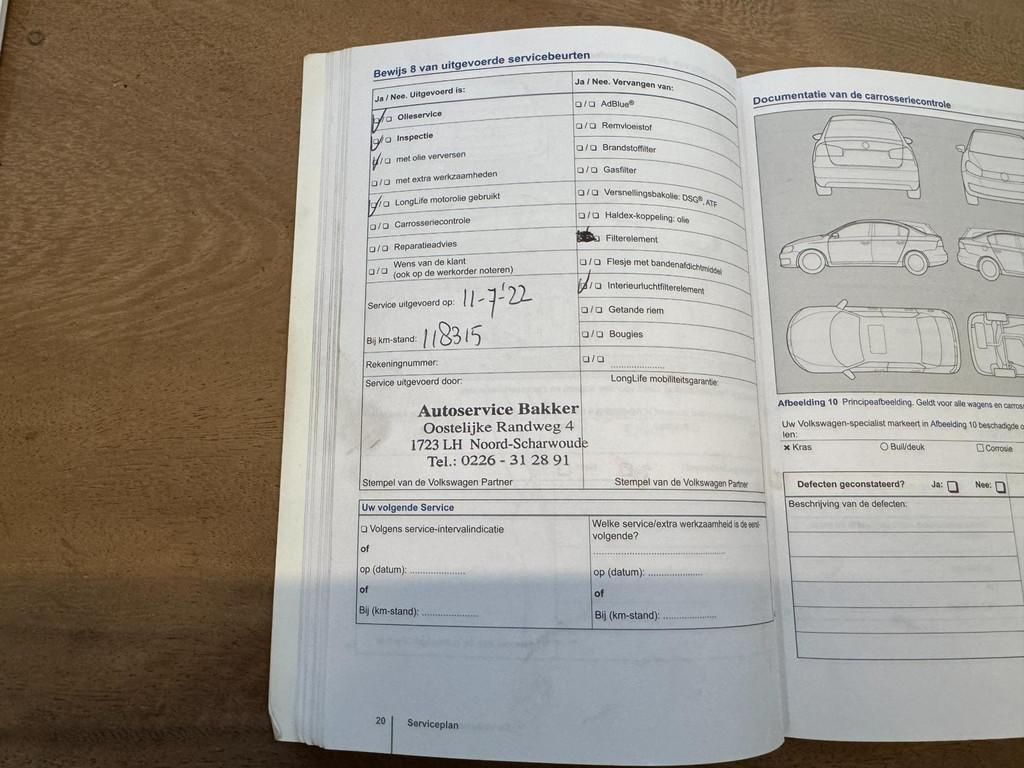 Bewijs 8 van uitgevoerde servicebeurten
Ja / Nee. Uitgevoerd is:
Olieservice
Inspectie
met olie verversen
met extra werkzaamheden
LongLife motorolie gebruikt
Carrosseriecontrole
Reparatieadvies
Wens van de klant
(ook op de werkorder noteren)
Service uitgevoerd op: 11-7-'22
Bij km-stand: 118315
Rekeningnummer:
Service uitgevoerd door:
Ja / Nee. Vervangen van:
AdBlue®
Remvloeistof
Brandstoffilter
Gasfilter
Versnellingsbakolie: DSG®, ATF
Haldex-koppeling: olie
Filterelement
Flesje met bandenafdichtmiddel
Interieurluchtfilterelement
Getande riem
Bougies
LongLife mobiliteitsgarantie:
Autoservice Bakker
Oostelijke Randweg 4
1723 LH Noord-Scharwoude
Tel.: 0226 - 31 28 91
Stempel van de Volkswagen Partner
Stempel van de Volkswagen Partner
Uw volgende Service
Volgens service-intervalindicatie
of
op (datum):
of
Bij (km-stand):
Welke service/extra werkzaamheid is de eerst-
volgende?
op (datum):
of
Bij (km-stand):
20 Serviceplan
Documentatie van de carrosseriecontrole
Afbeelding 10 Principeafbeelding. Geldt voor alle wagens en
Uw Volkswagen-specialist markeert in Afbeelding 10 beschadigde
len:
x Kras
Buil/deuk
Corrosie
Defecten geconstateerd? Ja: Nee:
Beschrijving van de defecten: